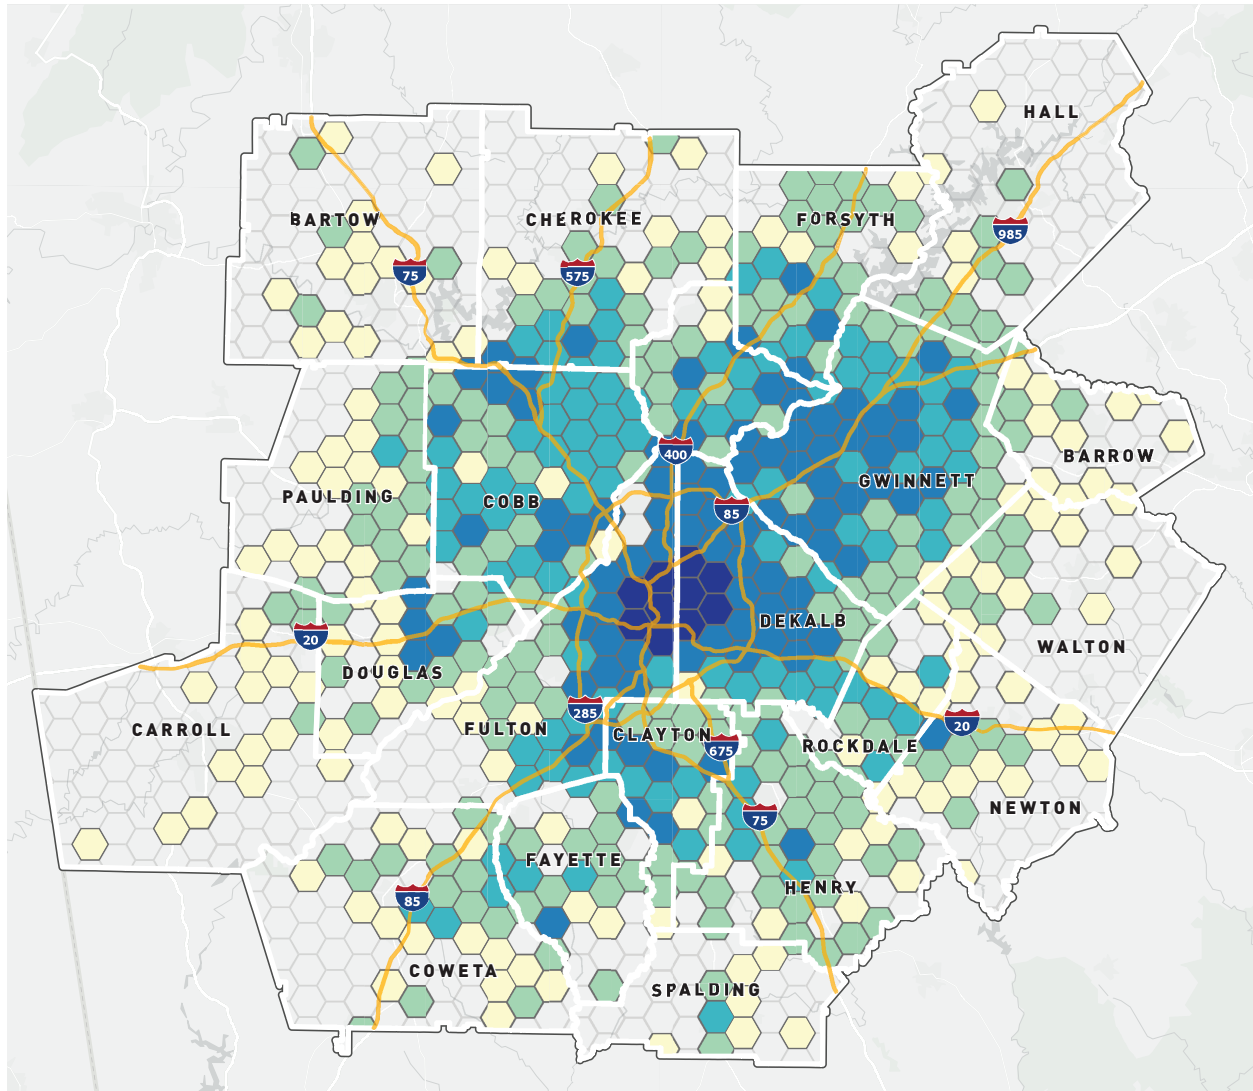 HALL
BARTOW
CHEROKEE
FORSYTH
985
75
575
400
BARROW
PAULDING
COBB
GWINNETT
85
DEKALB
20
WALTON
DOUGLAS
285
20
CARROLL
FULTON
CLAYTON
675
ROCKDALE
75
NEWTON
FAYETTE
85
HENRY
COWETA
SPALDING